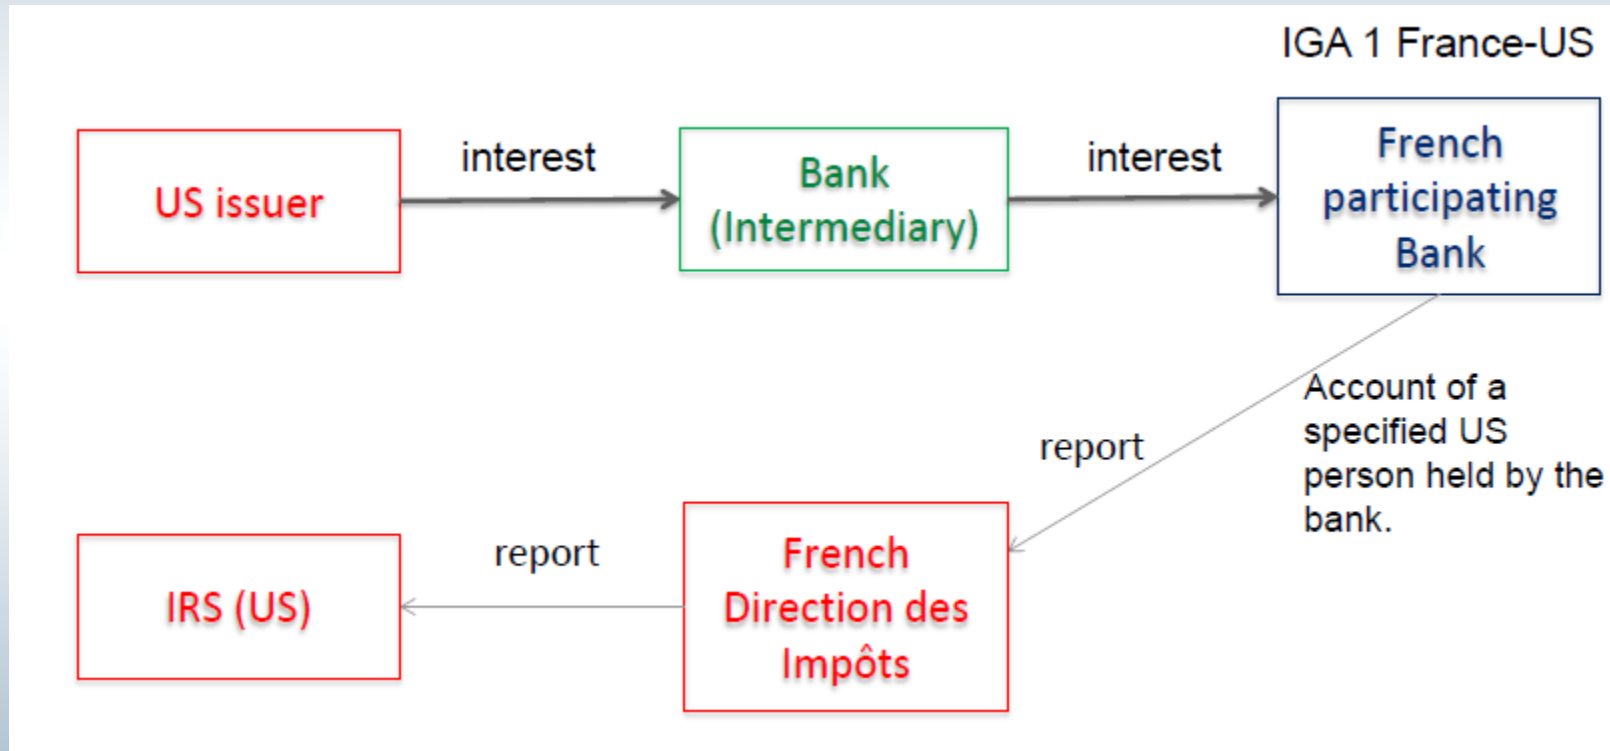 IGA 1 France-US
US issuer
interest
Bank
(Intermediary)
interest
French
participating
Bank
Account of a
specified US
person held by the
bank.
report
French
Direction des
Impôts
report
IRS (US)